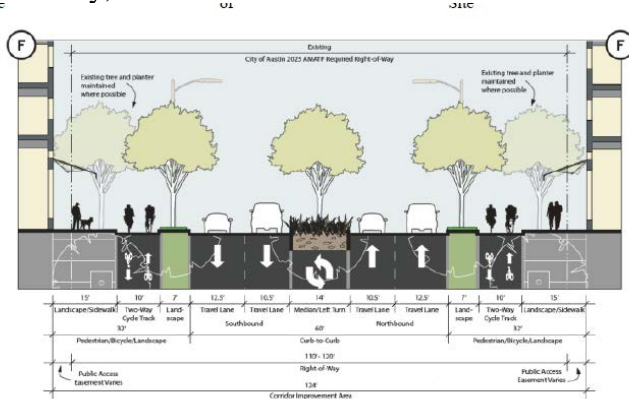 of
Site
F
F
Existing
City of Austin 2025 AMATP Required Right-of-Way
Existing tree and planter
maintained
where possible
Existing tree and planter
maintained
where possible
15' 10' 7' 12.5' 10.5' 14' 10.5' 12.5' 7' 10' 15'
Landscape/Sidewalk Two-Way Land- Travel Lane Travel Lane Median/Left Turn Travel Lane Travel Lane Land- Two-Way Landscape/Sidewalk
Cycle Track scape Southbound Northbound scape Cycle Track
32' 60' 32'
Pedestrian/Bicycle/Landscape Curb-to-Curb Pedestrian/Bicycle/Landscape
110'- 120'
Public Access Right-of-Way Public Access
Easement Varies 124' Easement Varies
Corridor Improvement Area